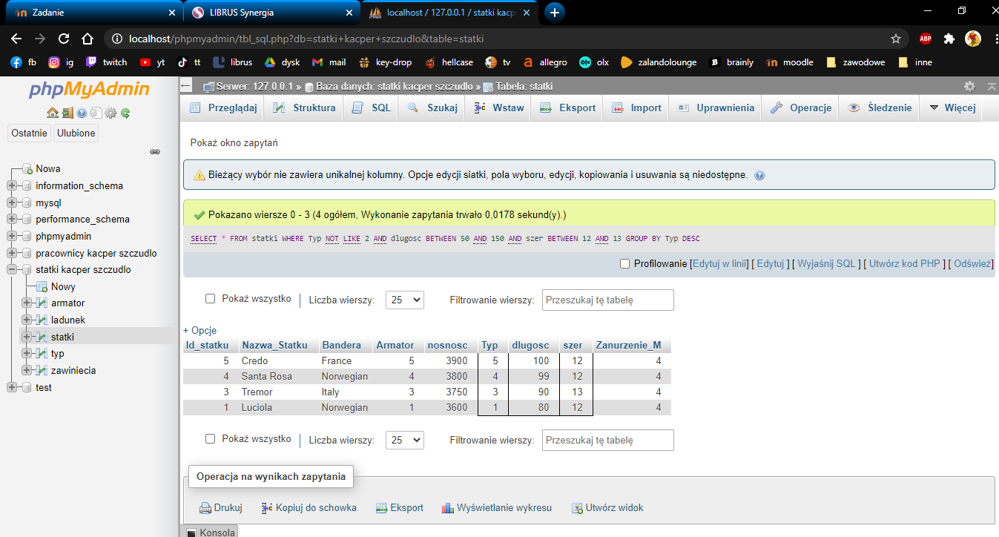 Zadanie
LIBRUS Synergia
localhost / 127.0.0.1 / statki kacp
localhost/phpmyadmin/tbl_sql.php?db=statki+kacper+szczudlo&table=statki
ABP
fb ig twitch yt tt librus dysk mail key-drop hellcase tv allegro olx zalandolounge brainly moodle zawodowe inne
phpMyAdmin
Ostatnie Ulubione
Nowa
information_schema
mysql
performance_schema
phpmyadmin
pracownicy kacper szczudlo
statki kacper szczudlo
Nowy
armator
ladunek
statki
typ
zawiniecia
test
Serwer: 127.0.0.1 » Baza danych: statki kacper szczudlo » Tabela: statki
Przeglądaj Struktura SQL Szukaj Wstaw Eksport Import Uprawnienia Operacje Śledzenie Więcej
Pokaż okno zapytań
Bieżący wybór nie zawiera unikalnej kolumny. Opcje edycji siatki, pola wyboru, edycji, kopiowania i usuwania są niedostępne.
Pokazano wiersze 0 - 3 (4 ogółem, Wykonanie zapytania trwało 0,0178 sekund(y).)
SELECT * FROM statki WHERE Typ NOT LIKE 2 AND dlugosc BETWEEN 50 AND 150 AND szer BETWEEN 12 AND 13 GROUP BY Typ DESC
Profilowanie [Edytuj w linii] [ Edytuj ] [ Wyjaśnij SQL ] [ Utwórz kod PHP ] [ Odśwież]
Pokaż wszystko | Liczba wierszy: 25 Filtrowanie wierszy: Przeszukaj tę tabelę
+ Opcje
Id_statku Nazwa_Statku Bandera Armator nosnosc Typ dlugosc szer Zanurzenie_M
5 Credo France 5 3900 5 100 12 4
4 Santa Rosa Norwegian 4 3800 4 99 12 4
3 Tremor Italy 3 3750 3 90 13 4
1 Luciola Norwegian 1 3600 1 80 12 4
Pokaż wszystko | Liczba wierszy: 25 Filtrowanie wierszy: Przeszukaj tę tabelę
Operacja na wynikach zapytania
Drukuj Kopiuj do schowka Eksport Wyświetlanie wykresu Utwórz widok
Konsola